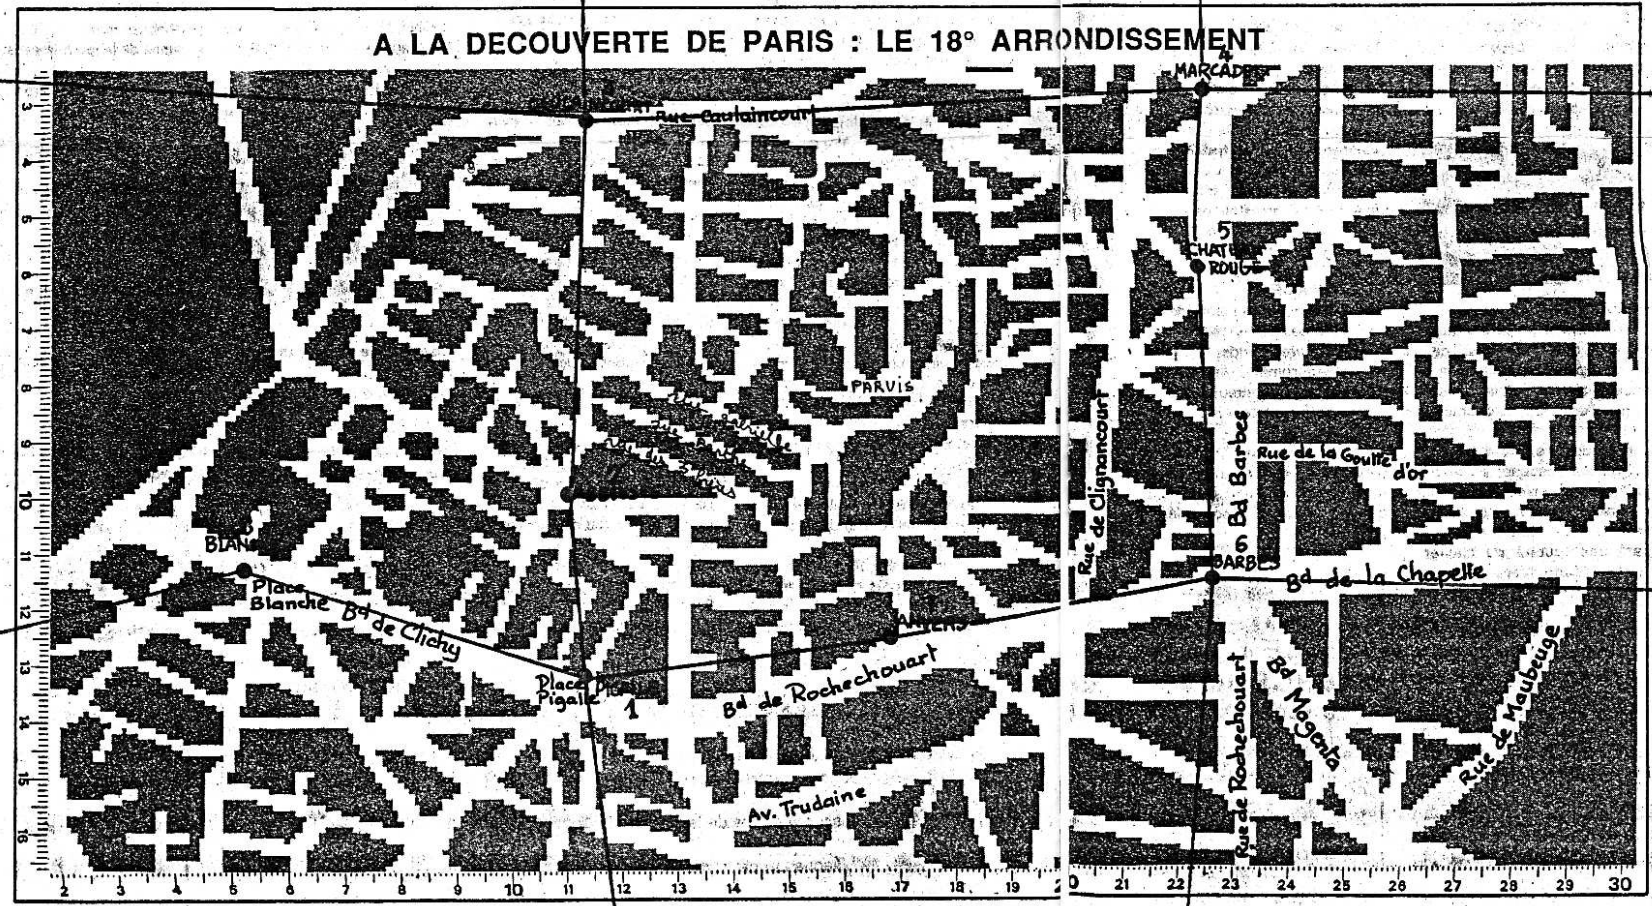 A LA DECOUVERTE DE PARIS : LE 18° ARRONDISSEMENT
4
Rue Caulaincourt
5
CHATEAU
ROUGE
PARVIS
Rue Gabrielle
Rue de la Goutte
d'or
Rue de Clignancourt
Bd Barbes
6
BARBES
Bd de la Chapelle
Place
Blanche
Bd de Clichy
ANVERS
Place
Pigalle
1
Bd de Rochechouart
Av. Trudaine
Rue de Rochechouart
Bd Magenta
Rue de Maubeuge
3
4
5
6
7
8
9
10
11
12
13
14
15
16
2 3 4 5 6 7 8 9 10 11 12 13 14 15 16 17 18 19 20 21 22 23 24 25 26 27 28 29 30